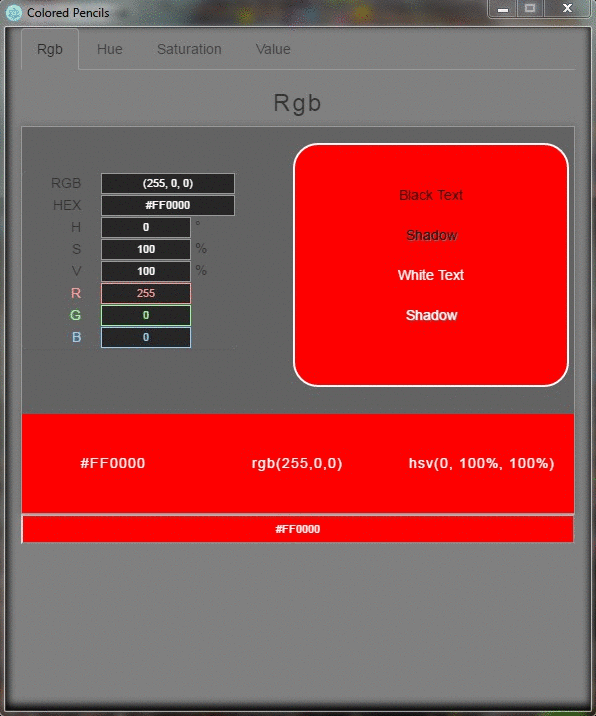 Colored Pencils
Rgb Hue Saturation Value
Rgb
RGB (255, 0, 0)
HEX #FF0000
H 0 °
S 100 %
V 100 %
R 255
G 0
B 0
Black Text
Shadow
White Text
Shadow
#FF0000 rgb(255,0,0) hsv(0, 100%, 100%)
#FF0000